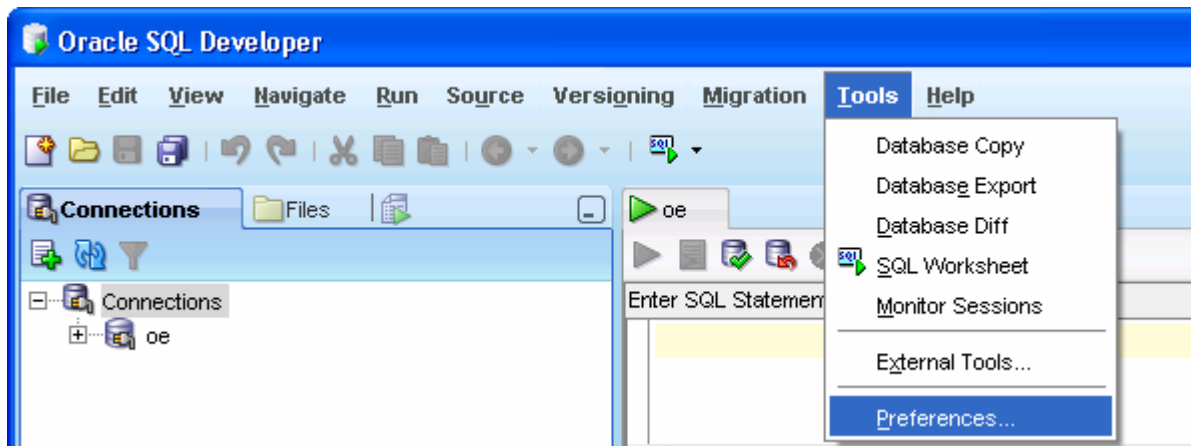 Oracle SQL Developer
File Edit View Navigate Run Source Versioning Migration Tools Help
Database Copy
Database Export
Database Diff
SQL Worksheet
Monitor Sessions
External Tools...
Preferences...
Connections Files
oe
Enter SQL Statemen
Connections
oe